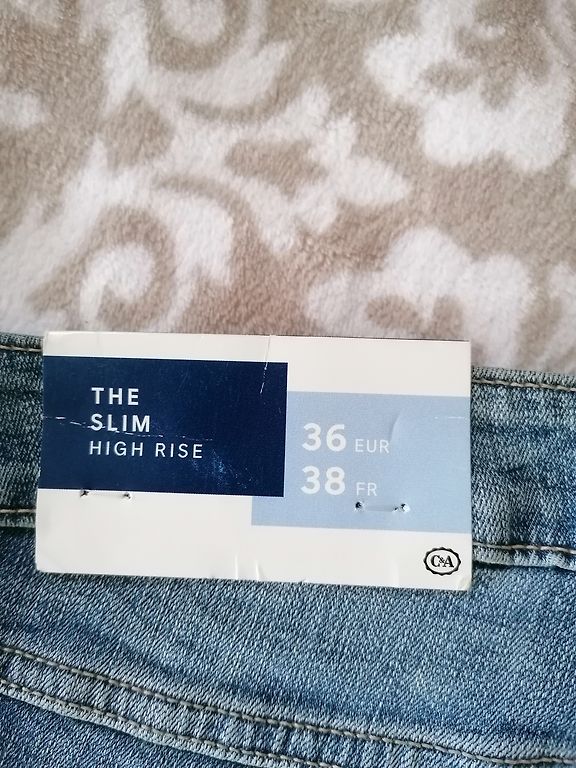 THE
SLIM
HIGH RISE
36 EUR
38 FR
C&A